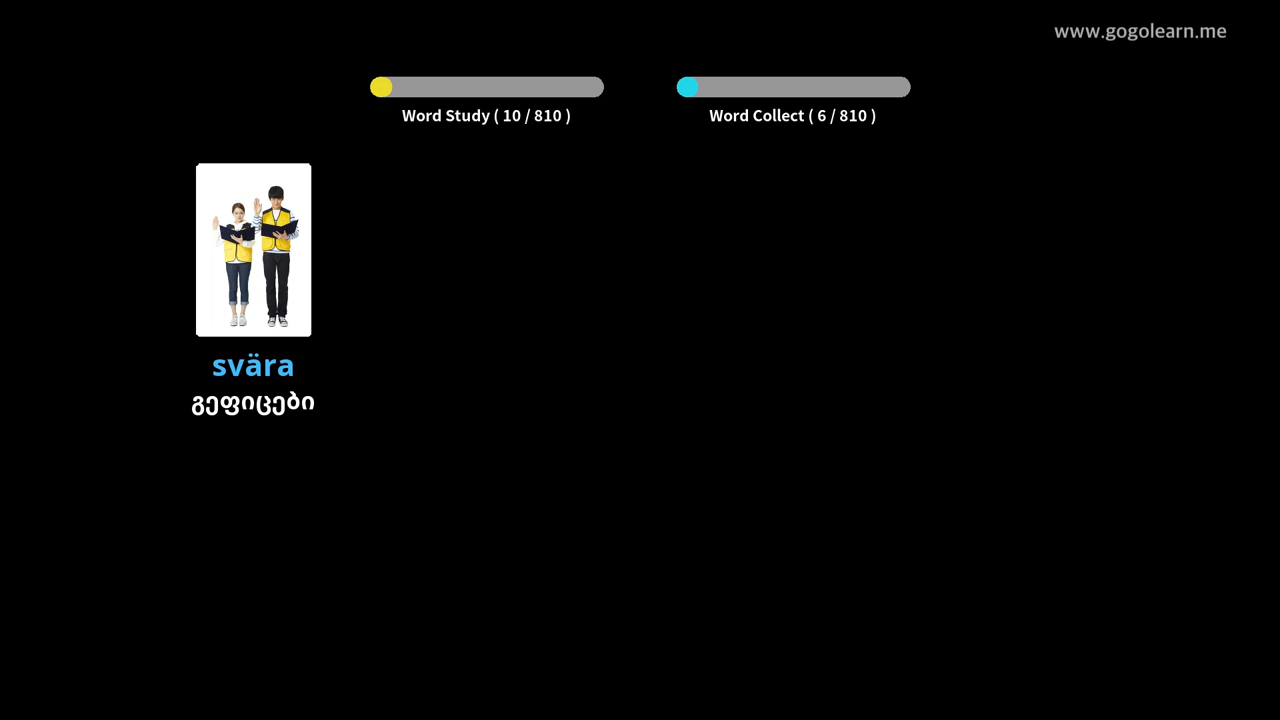 www.gogolearn.me
Word Study ( 10 / 810 )
Word Collect ( 6 / 810 )
svära
გეფიცები